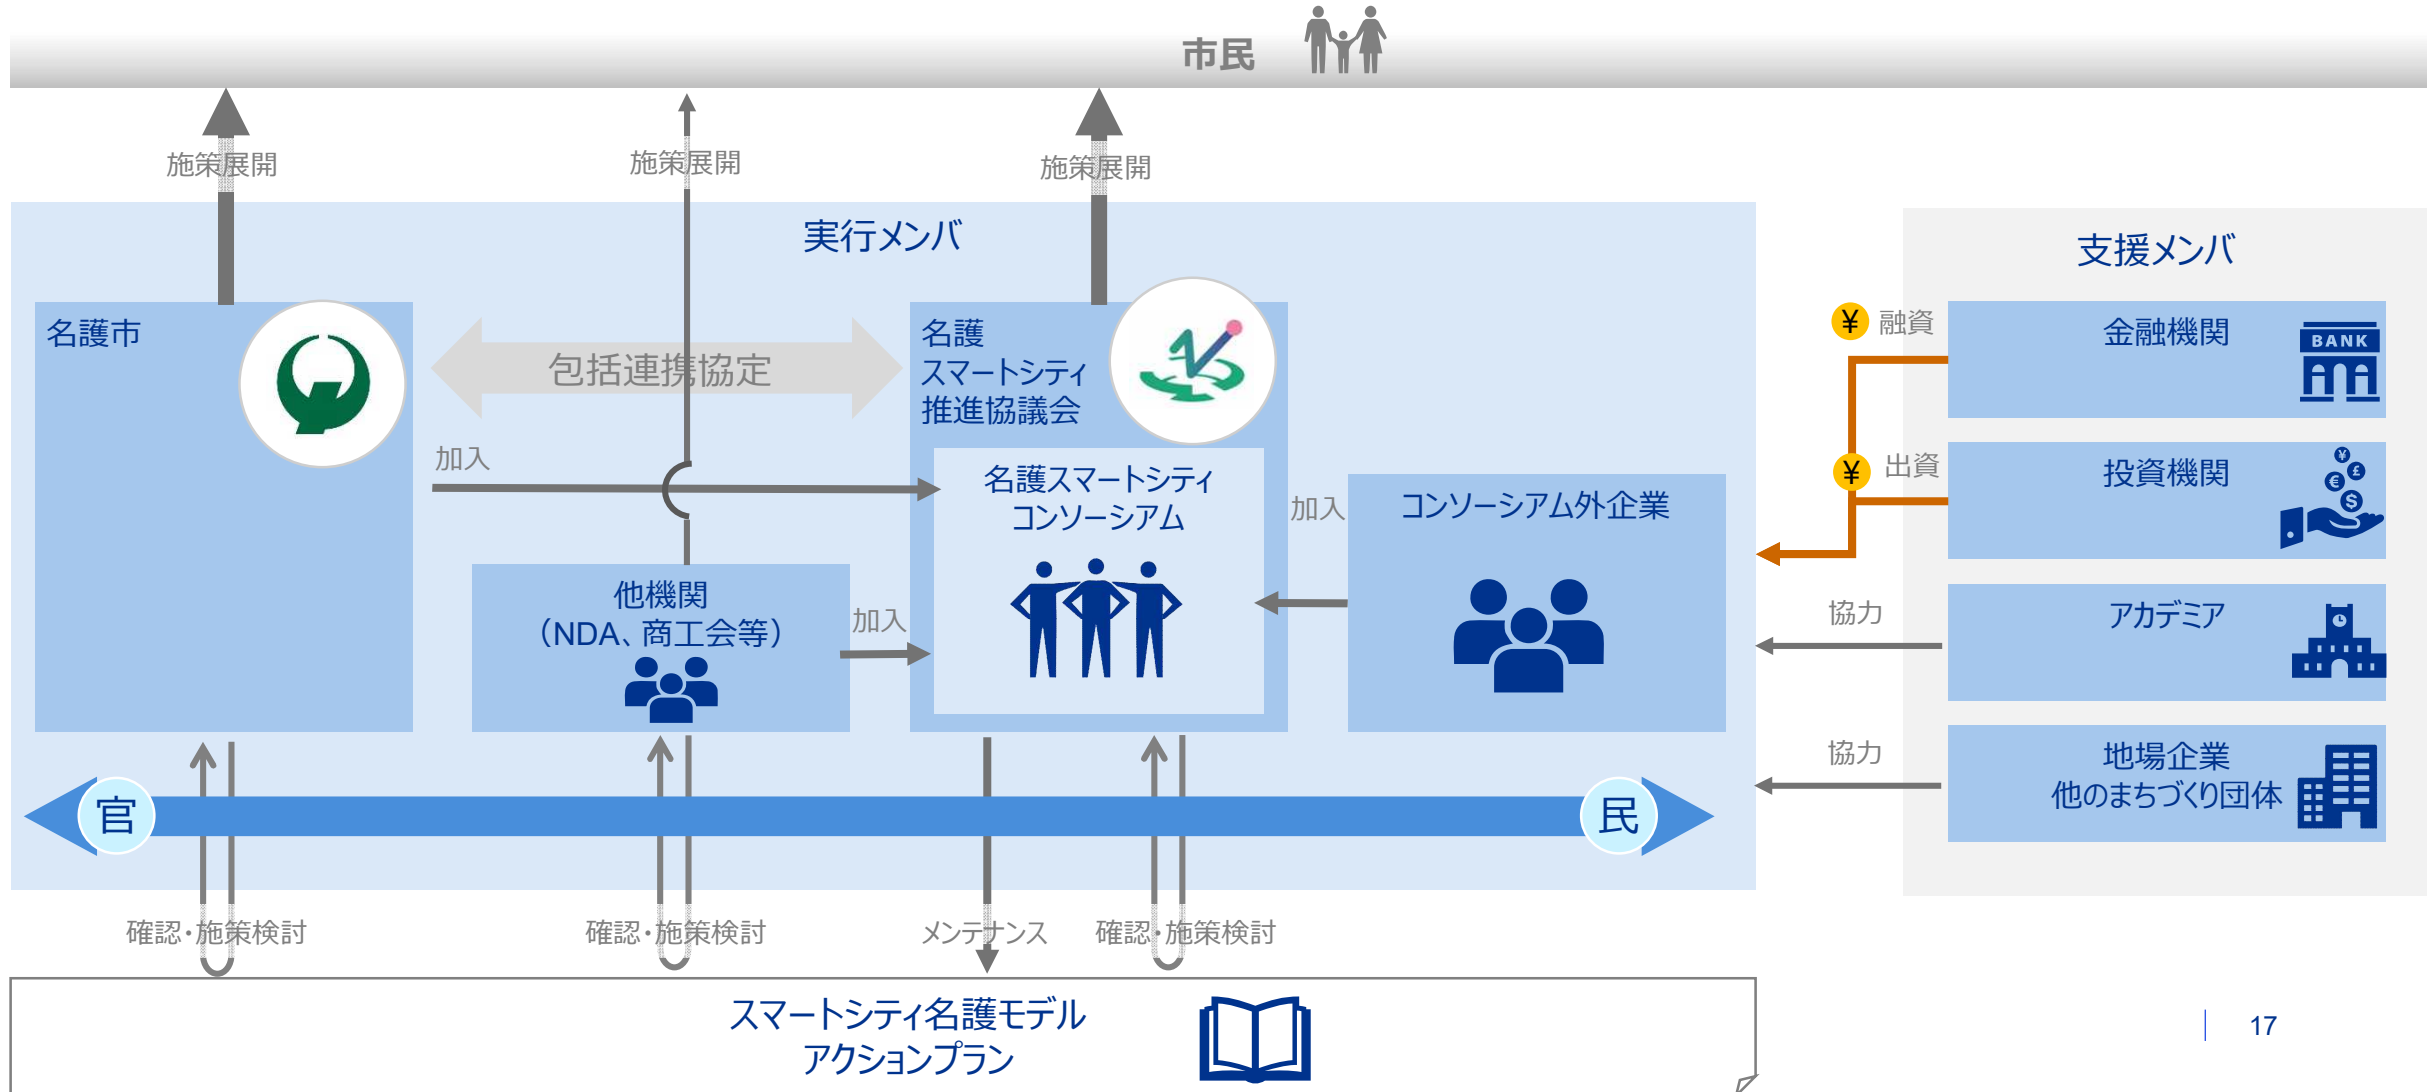 市民
施策展開
施策展開
施策展開
実行メンバ
支援メンバ
名護市
包括連携協定
名護
スマートシティ
推進協議会
¥ 融資
金融機関
BANK
加入
名護スマートシティ
コンソーシアム
加入
コンソーシアム外企業
¥ 出資
投資機関
¥
£
€
$
他機関
（NDA、商工会等）
加入
協力
アカデミア
協力
地場企業
他のまちづくり団体
官
民
確認・施策検討
確認・施策検討
メンテナンス
確認・施策検討
スマートシティ名護モデル
アクションプラン
17